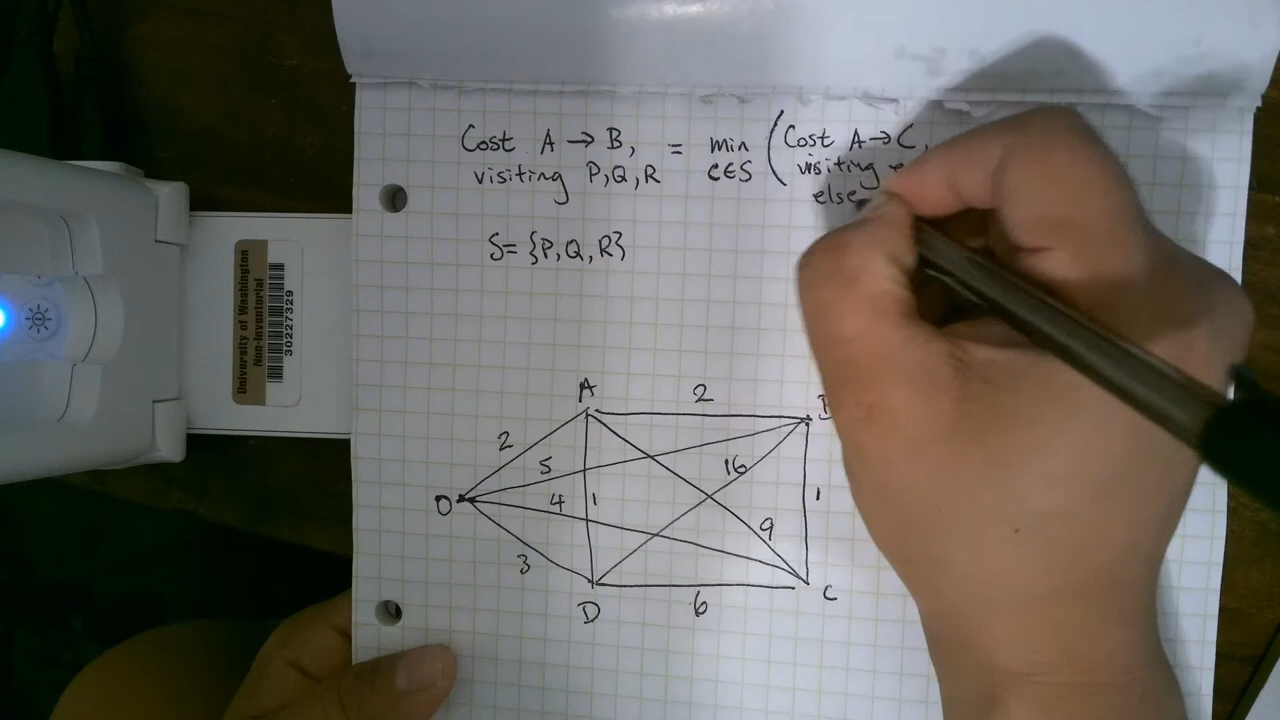 Cost A → B, = min ( Cost A→C,
visiting P,Q,R C∈S visiting
else
S = {P,Q,R}
University of Washington
Non-Inventorial
30227329
A 2
2
5 16
O 4 1 1
9
3
D 6 C